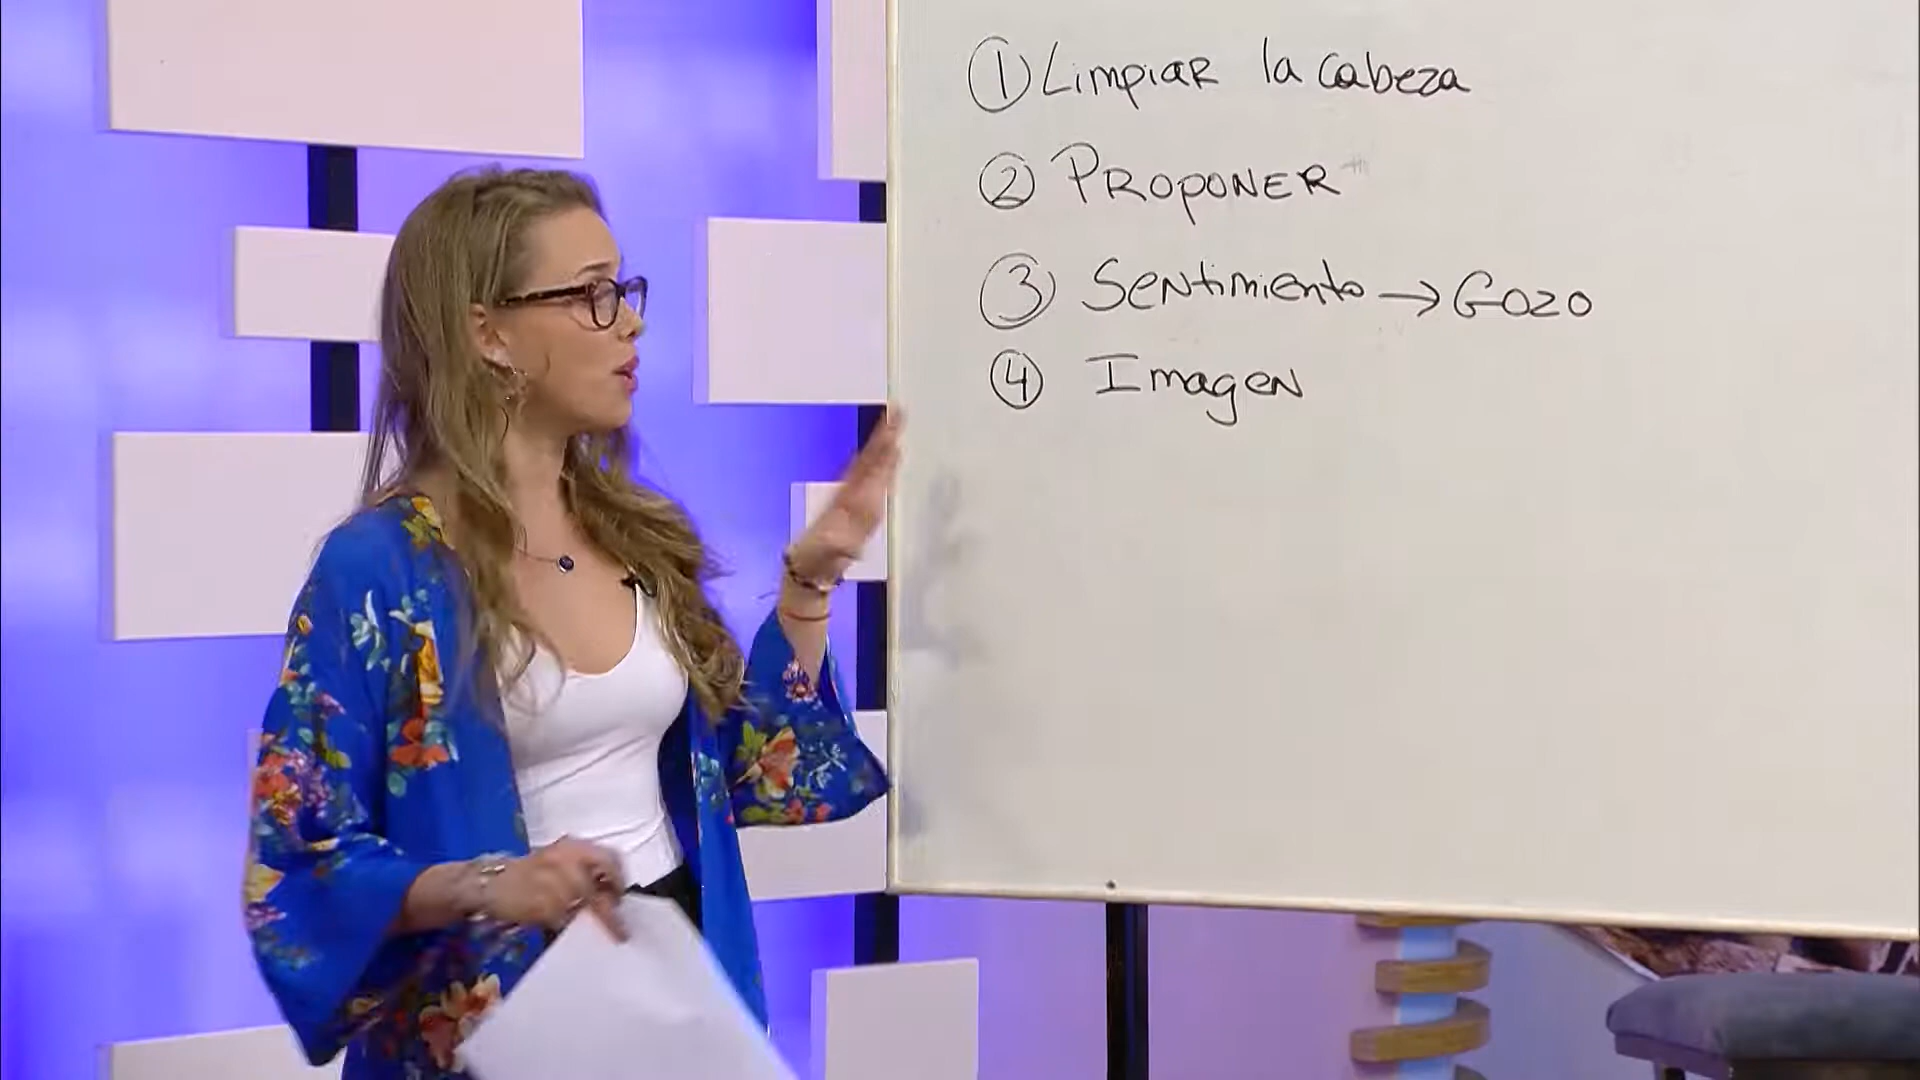 ① Limpiar la cabeza
② PROPONER
③ Sentimiento → GOZO
④ Imagen